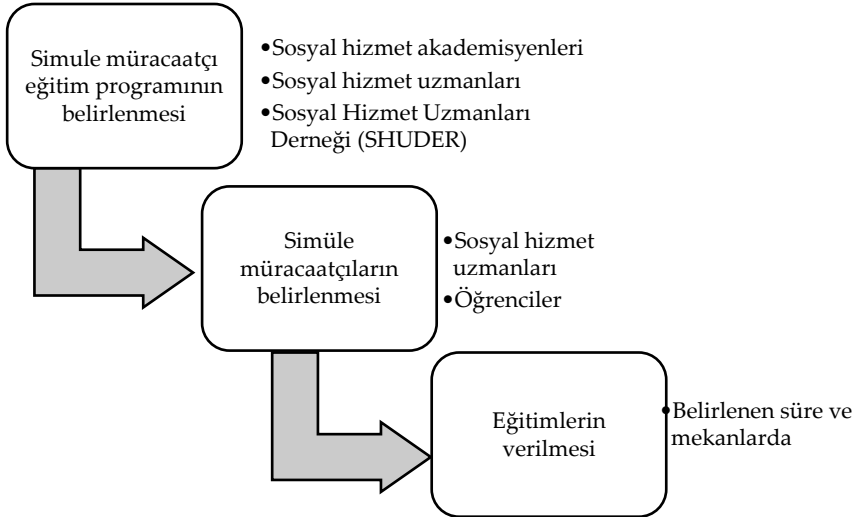 Simule müracaatçı
eğitim programının
belirlenmesi
•Sosyal hizmet akademisyenleri
•Sosyal hizmet uzmanları
•Sosyal Hizmet Uzmanları
Derneği (SHUDER)
Simüle
müracaatçıların
belirlenmesi
•Sosyal hizmet
uzmanları
•Öğrenciler
Eğitimlerin
verilmesi
•Belirlenen süre ve
mekanlarda